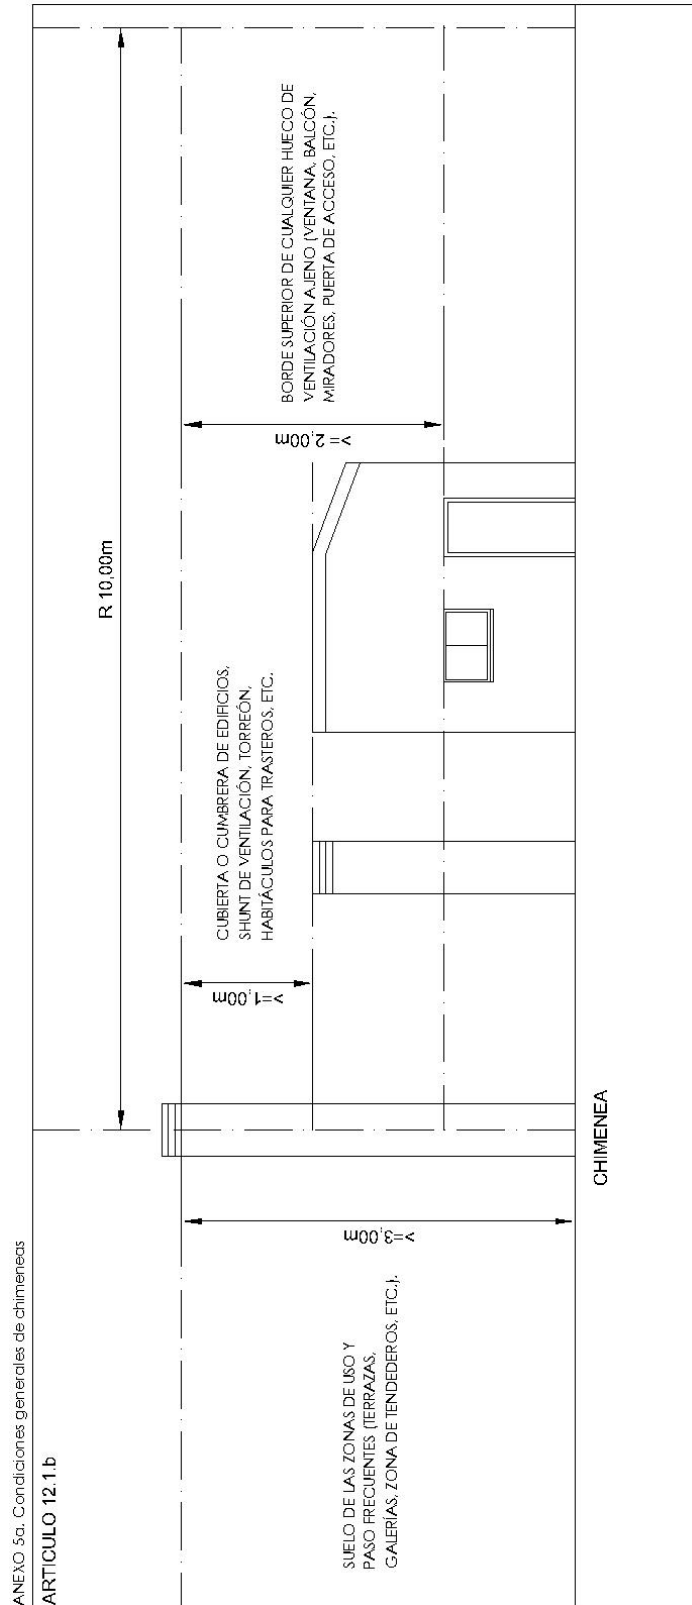 ANEXO 5a. Condiciones generales de chimeneas
ARTICULO 12.1.b
SUELO DE LAS ZONAS DE USO Y
PASO FRECUENTES (TERRAZAS,
GALERÍAS, ZONA DE TENDEDEROS, ETC.).
>=3,00m
CHIMENEA
>=1,00m
CUBIERTA O CUMBRERA DE EDIFICIOS,
SHUNT DE VENTILACIÓN, TORREÓN,
HABITÁCULOS PARA TRASTEROS, ETC.
R 10,00m
>=2,00m
BORDE SUPERIOR DE CUALQUIER HUECO DE
VENTILACIÓN AJENO (VENTANA, BALCÓN,
MIRADORES, PUERTA DE ACCESO, ETC.).